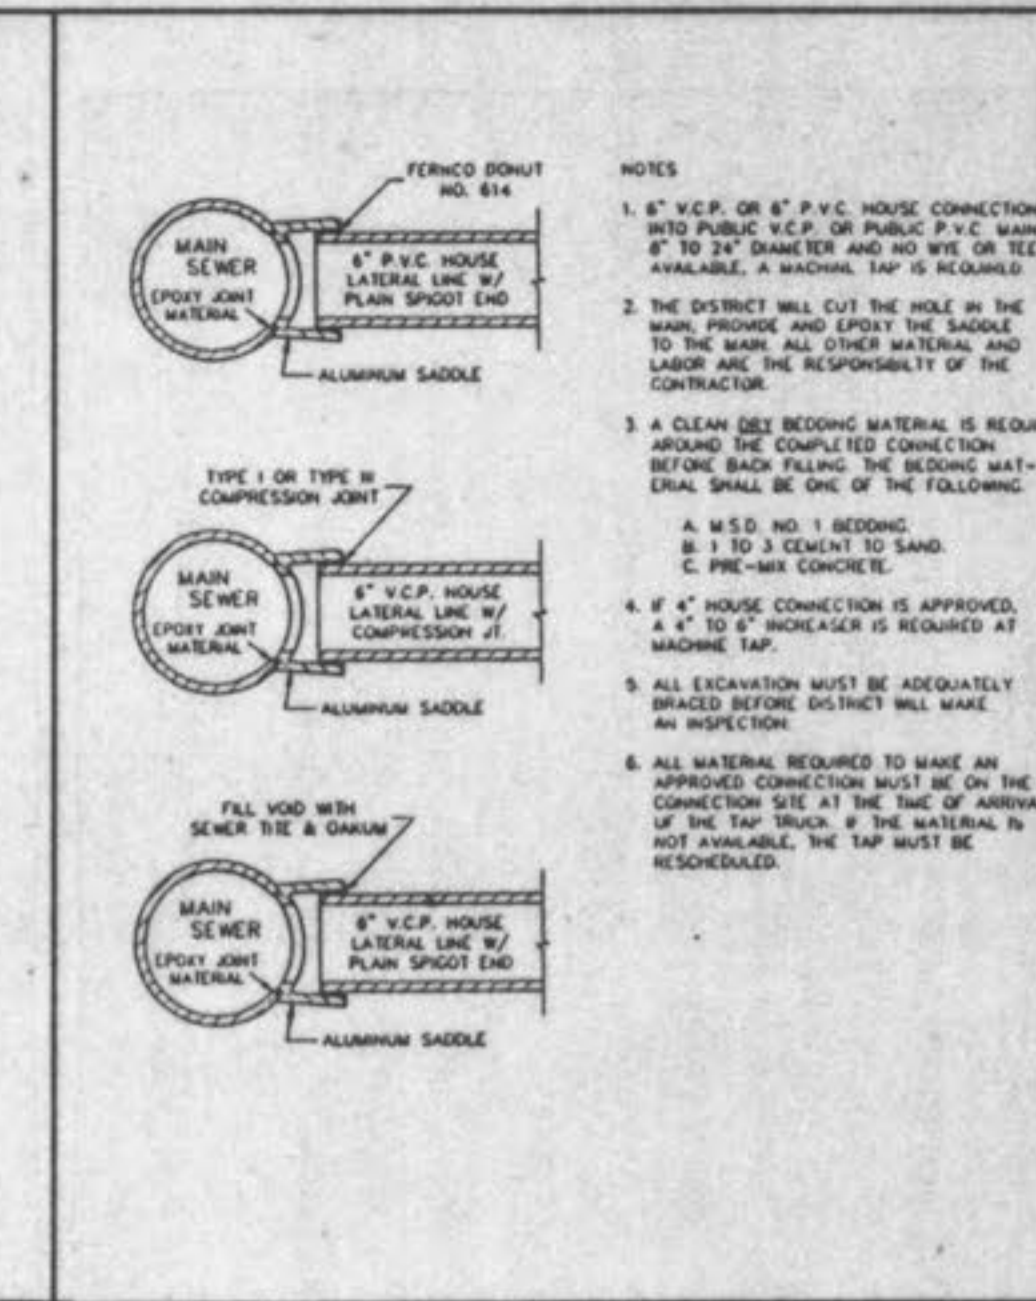 FERNCO DONUT
NO. 614
MAIN
SEWER
EPOXY JOINT
MATERIAL
6" P.V.C. HOUSE
LATERAL LINE W/
PLAIN SPIGOT END
ALUMINUM SADDLE
TYPE I OR TYPE III
COMPRESSION JOINT
MAIN
SEWER
EPOXY JOINT
MATERIAL
6" V.C.P. HOUSE
LATERAL LINE W/
COMPRESSION JT.
ALUMINUM SADDLE
FILL VOID WITH
SEWER TITE & OAKUM
MAIN
SEWER
EPOXY JOINT
MATERIAL
6" V.C.P. HOUSE
LATERAL LINE W/
PLAIN SPIGOT END
ALUMINUM SADDLE
NOTES
1. 6" V.C.P. OR 6" P.V.C. HOUSE CONNECTION
INTO PUBLIC V.C.P. OR PUBLIC P.V.C. MAIN
8" TO 24" DIAMETER AND NO WYE OR TEE
AVAILABLE, A MACHINE TAP IS REQUIRED.
2. THE DISTRICT WILL CUT THE HOLE IN THE
MAIN, PROVIDE AND EPOXY THE SADDLE
TO THE MAIN. ALL OTHER MATERIAL AND
LABOR ARE THE RESPONSIBILTY OF THE
CONTRACTOR.
3. A CLEAN DRY BEDDING MATERIAL IS REQUI
AROUND THE COMPLETED CONNECTION
BEFORE BACK FILLING. THE BEDDING MAT-
ERIAL SHALL BE ONE OF THE FOLLOWING.
A. M.S.D. NO. 1 BEDDING.
B. 1 TO 3 CEMENT TO SAND.
C. PRE-MIX CONCRETE.
4. IF 4" HOUSE CONNECTION IS APPROVED,
A 4" TO 6" INCREASER IS REQUIRED AT
MACHINE TAP.
5. ALL EXCAVATION MUST BE ADEQUATELY
BRACED BEFORE DISTRICT WILL MAKE
AN INSPECTION.
6. ALL MATERIAL REQUIRED TO MAKE AN
APPROVED CONNECTION MUST BE ON THE
CONNECTION SITE AT THE TIME OF ARRIVA
OF THE TAP TRUCK. IF THE MATERIAL IS
NOT AVAILABLE, THE TAP MUST BE
RESCHEDULED.